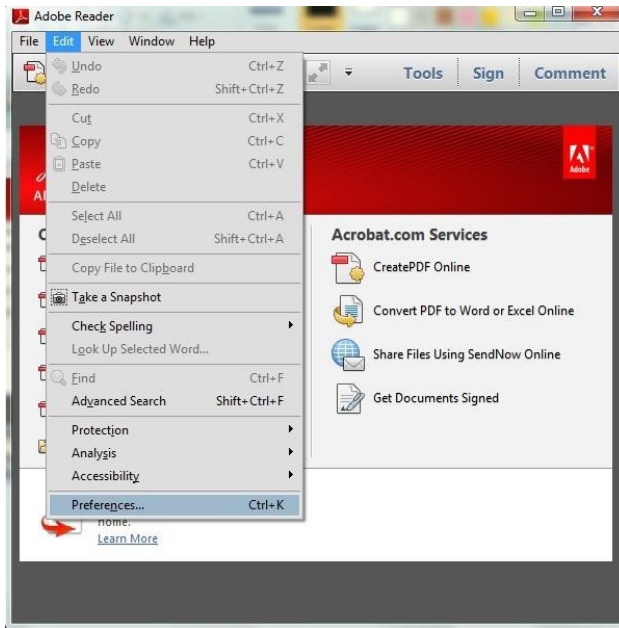 Adobe Reader
File Edit View Window Help
Tools Sign Comment
Undo Ctrl+Z
Redo Shift+Ctrl+Z
Cut Ctrl+X
Copy Ctrl+C
Paste Ctrl+V
Delete
Select All Ctrl+A
Deselect All Shift+Ctrl+A
Copy File to Clipboard
Take a Snapshot
Check Spelling
Look Up Selected Word...
Find Ctrl+F
Advanced Search Shift+Ctrl+F
Protection
Analysis
Accessibility
Preferences... Ctrl+K
home.
Learn More
Adobe
Acrobat.com Services
CreatePDF Online
Convert PDF to Word or Excel Online
Share Files Using SendNow Online
Get Documents Signed